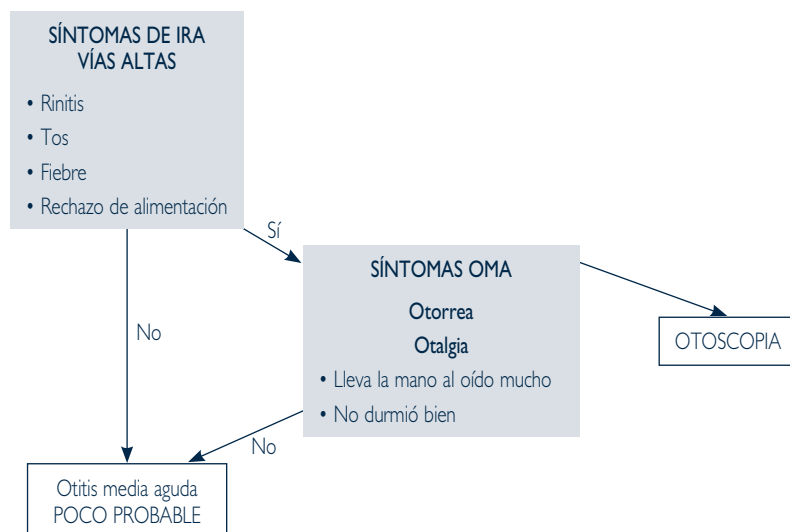 SÍNTOMAS DE IRA
VÍAS ALTAS
• Rinitis
• Tos
• Fiebre
• Rechazo de alimentación
Sí
No
SÍNTOMAS OMA
Otorrea
Otalgia
• Lleva la mano al oído mucho
• No durmió bien
OTOSCOPIA
No
Otitis media aguda
POCO PROBABLE